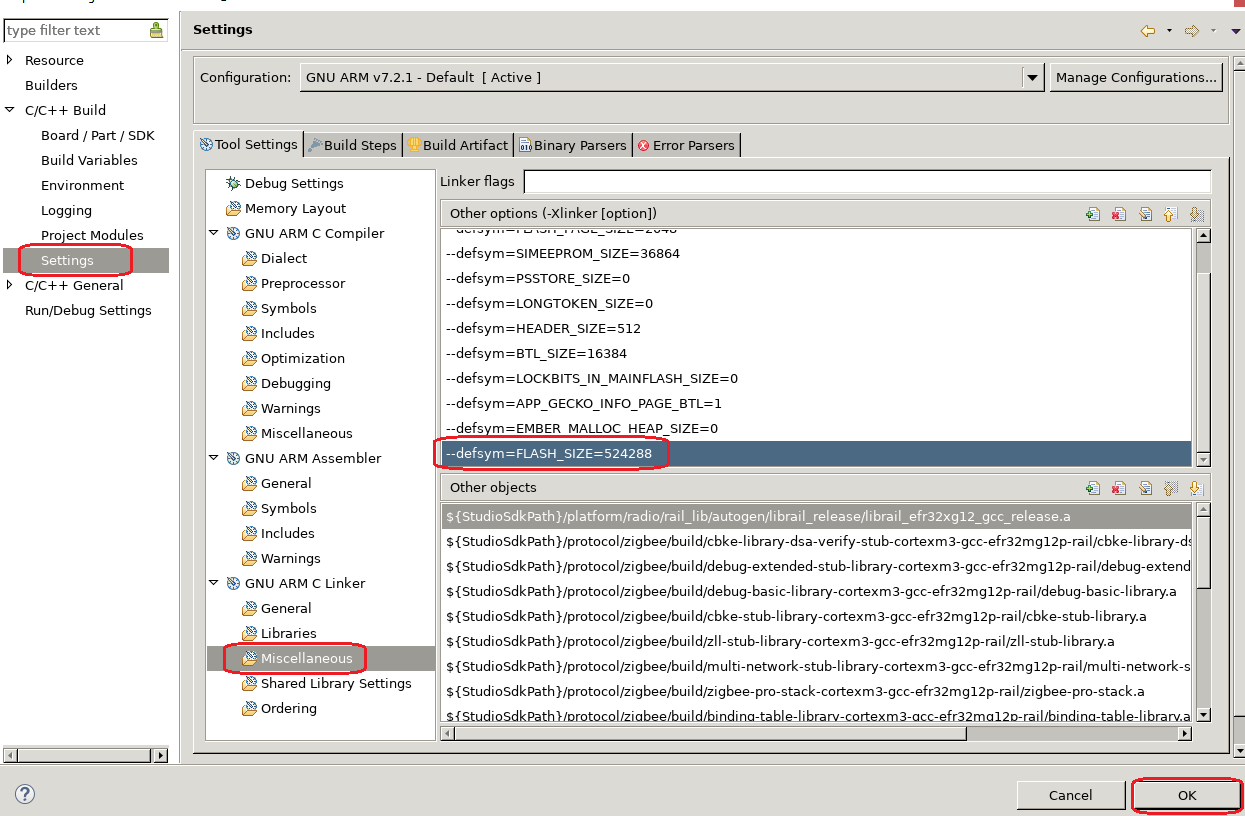 type filter text
Resource
Builders
C/C++ Build
Board / Part / SDK
Build Variables
Environment
Logging
Project Modules
Settings
C/C++ General
Run/Debug Settings
Settings
Configuration:
GNU ARM v7.2.1 - Default [ Active ]
Manage Configurations...
Tool Settings
Build Steps
Build Artifact
Binary Parsers
Error Parsers
Debug Settings
Memory Layout
GNU ARM C Compiler
Dialect
Preprocessor
Symbols
Includes
Optimization
Debugging
Warnings
Miscellaneous
GNU ARM Assembler
General
Symbols
Includes
Warnings
GNU ARM C Linker
General
Libraries
Miscellaneous
Shared Library Settings
Ordering
Linker flags
Other options (-Xlinker [option])
--defsym=FLASH_PAGE_SIZE=2048
--defsym=SIMEEPROM_SIZE=36864
--defsym=PSSTORE_SIZE=0
--defsym=LONGTOKEN_SIZE=0
--defsym=HEADER_SIZE=512
--defsym=BTL_SIZE=16384
--defsym=LOCKBITS_IN_MAINFLASH_SIZE=0
--defsym=APP_GECKO_INFO_PAGE_BTL=1
--defsym=EMBER_MALLOC_HEAP_SIZE=0
--defsym=FLASH_SIZE=524288
Other objects
${StudioSdkPath}/platform/radio/rail_lib/autogen/librail_release/librail_efr32xg12_gcc_release.a
${StudioSdkPath}/protocol/zigbee/build/cbke-library-dsa-verify-stub-cortexm3-gcc-efr32mg12p-rail/cbke-library-ds
${StudioSdkPath}/protocol/zigbee/build/debug-extended-stub-library-cortexm3-gcc-efr32mg12p-rail/debug-extend
${StudioSdkPath}/protocol/zigbee/build/debug-basic-library-cortexm3-gcc-efr32mg12p-rail/debug-basic-library.a
${StudioSdkPath}/protocol/zigbee/build/cbke-stub-library-cortexm3-gcc-efr32mg12p-rail/cbke-stub-library.a
${StudioSdkPath}/protocol/zigbee/build/zll-stub-library-cortexm3-gcc-efr32mg12p-rail/zll-stub-library.a
${StudioSdkPath}/protocol/zigbee/build/multi-network-stub-library-cortexm3-gcc-efr32mg12p-rail/multi-network-s
${StudioSdkPath}/protocol/zigbee/build/zigbee-pro-stack-cortexm3-gcc-efr32mg12p-rail/zigbee-pro-stack.a
${StudioSdkPath}/protocol/zigbee/build/binding-table-library-cortexm3-gcc-efr32mg12p-rail/binding-table-library.a
Cancel
OK